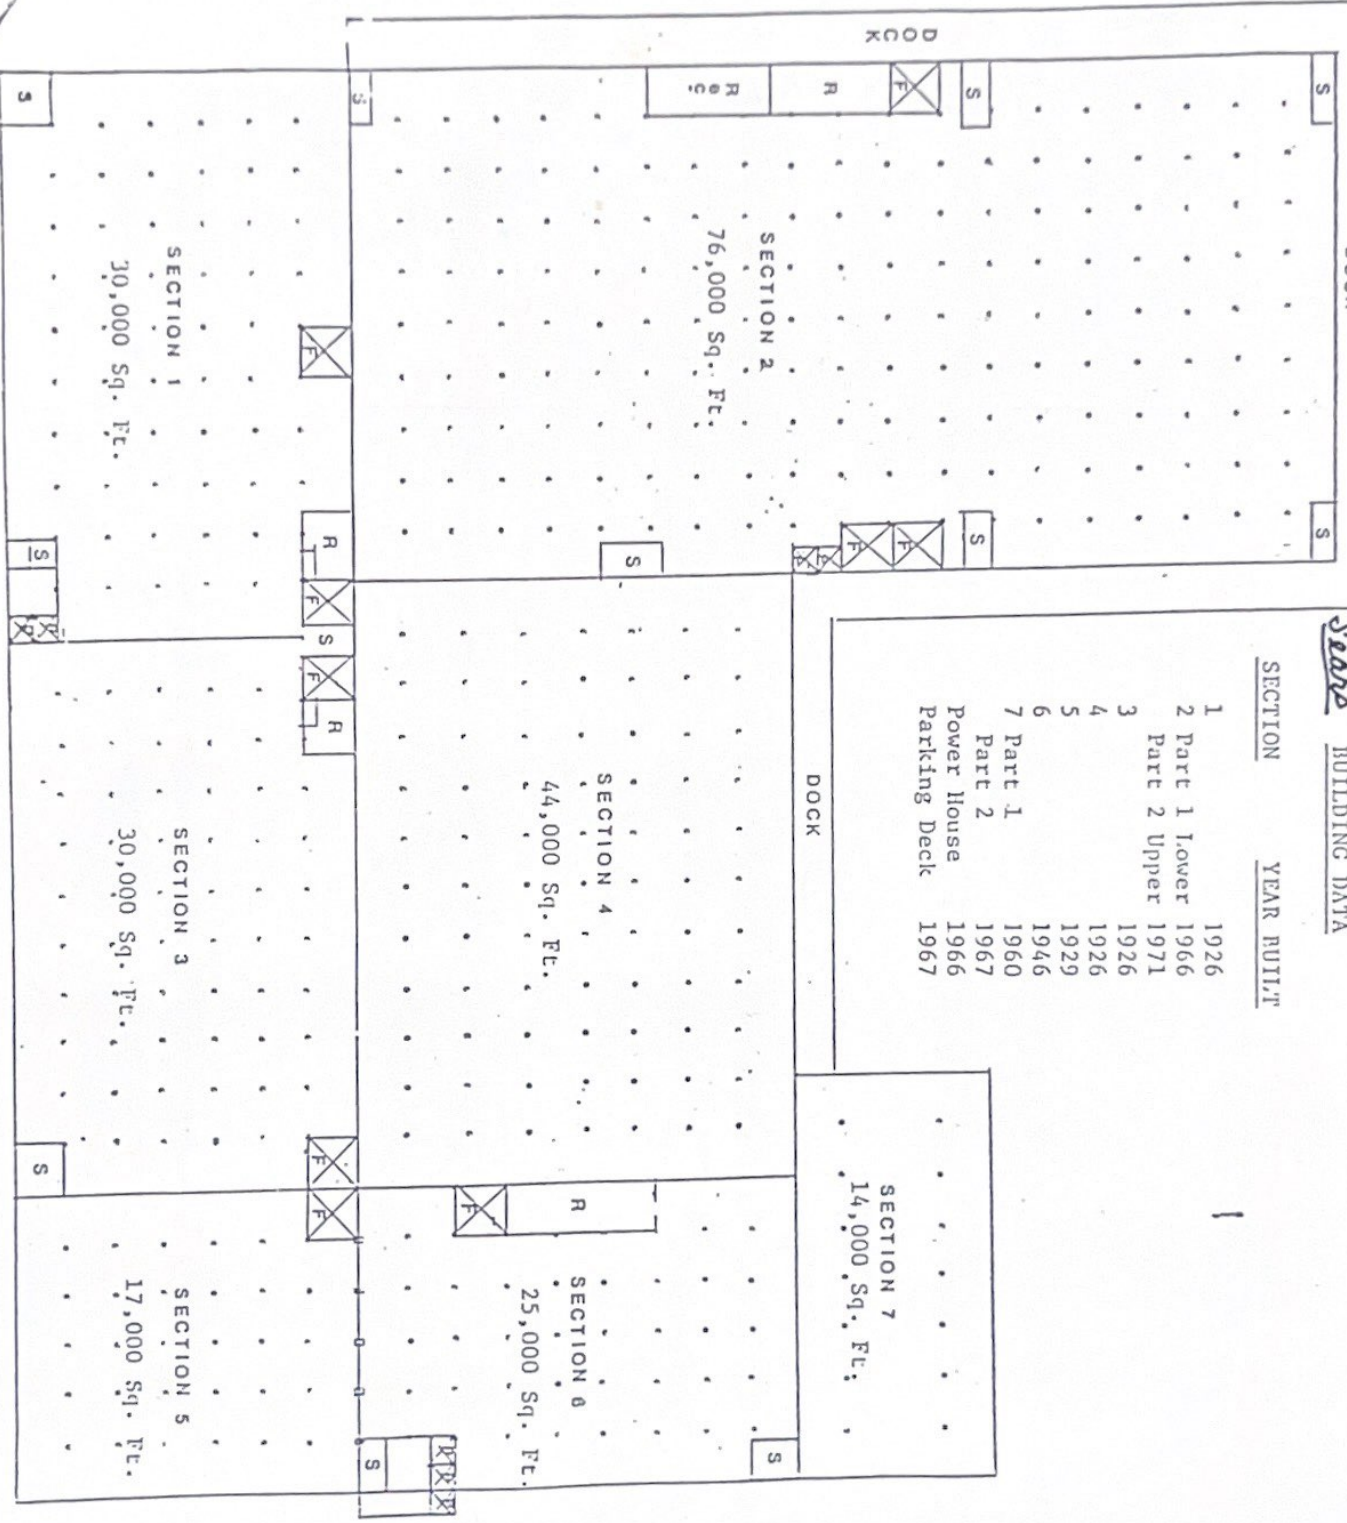 Sears BUILDING DATA
SECTION YEAR BUILT
1 1926
2 Part 1 Lower 1966
Part 2 Upper 1971
3 1926
4 1926
5 1929
6 1946
7 Part 1 1960
Part 2 1967
Power House 1966
Parking Deck 1967
DOCK
DOCK
S
S
S
S
S
S
S
R
Rec.
F
F
F
SECTION 2
76,000 Sq. Ft.
SECTION 1
30,000 Sq. Ft.
S
S
F
R
F
S
F
R
SECTION 4
44,000 Sq. Ft.
SECTION 3
30,000 Sq. Ft.
S
F
F
SECTION 7
14,000 Sq. Ft.
F
R
SECTION 6
25,000 Sq. Ft.
S
S
SECTION 5
17,000 Sq. Ft.